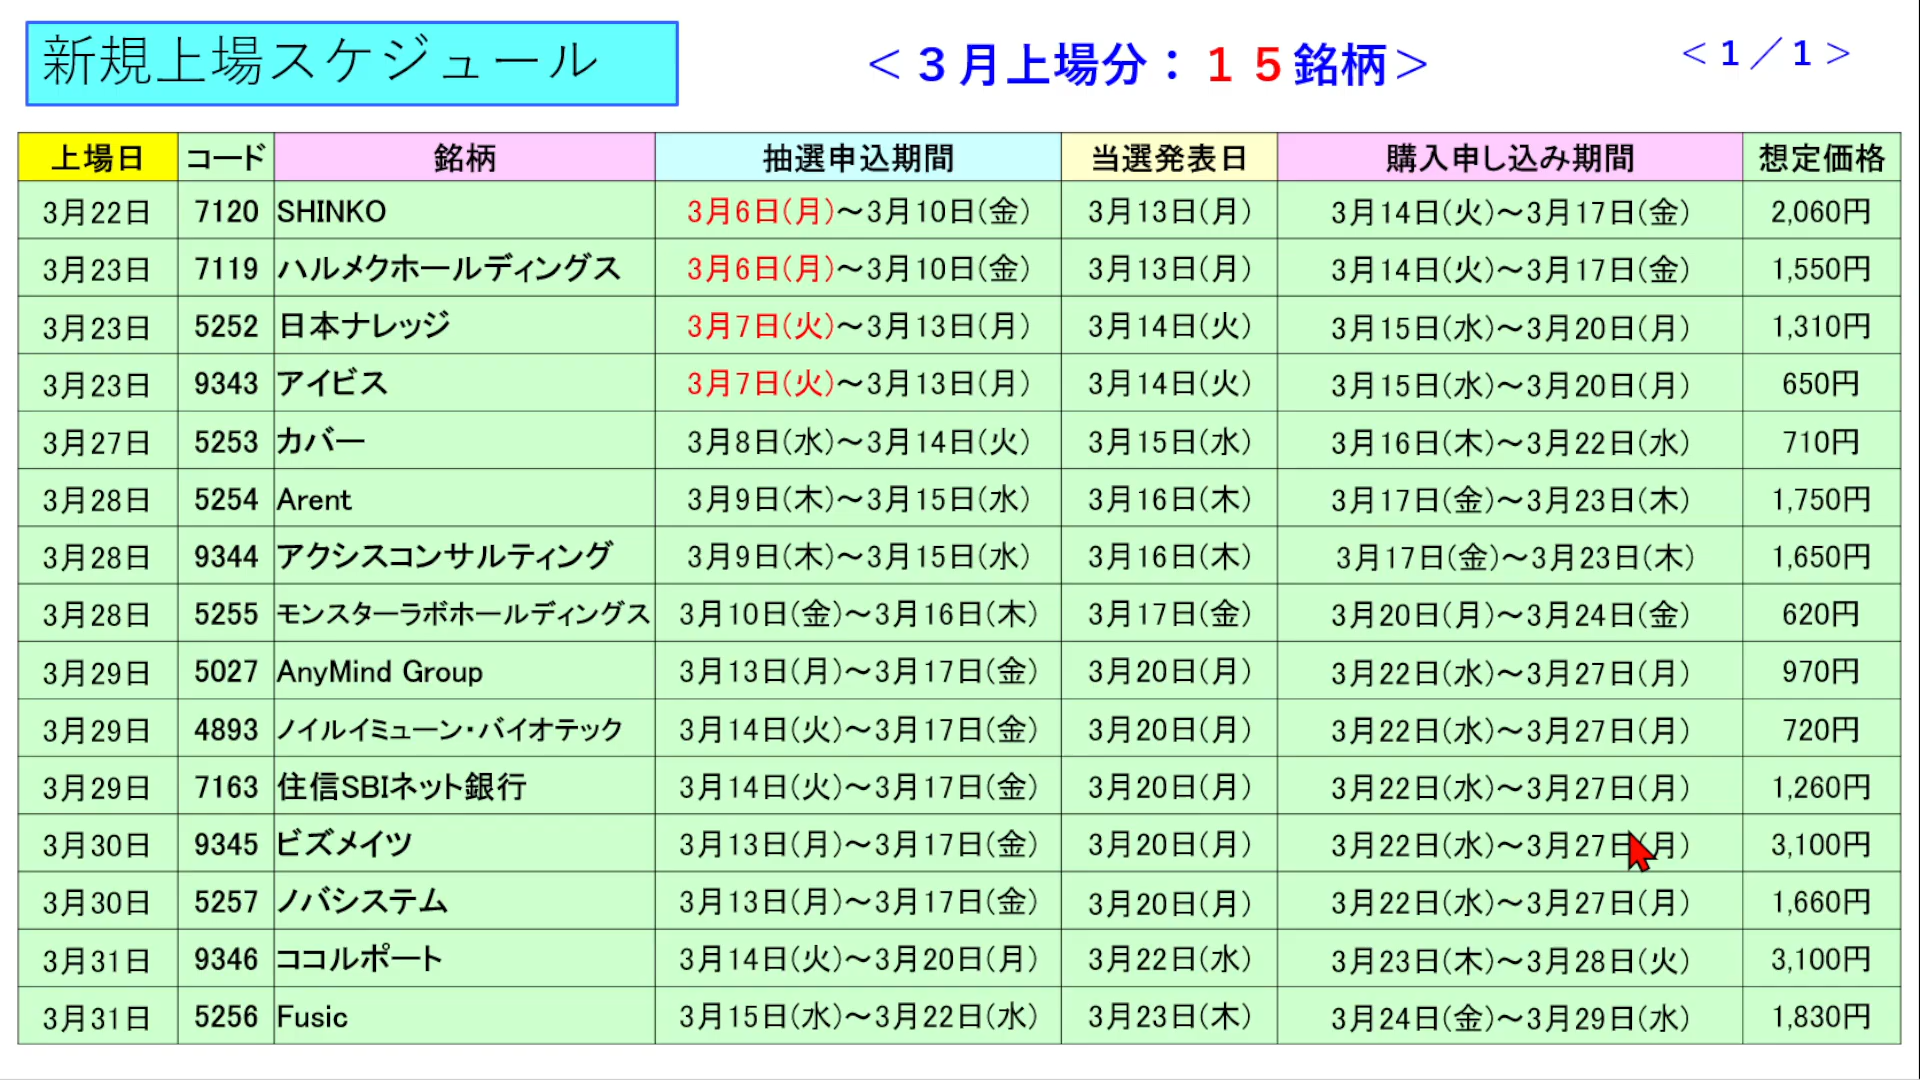 新規上場スケジュール
＜３月上場分：１５銘柄＞
＜１／１＞
上場日 コード 銘柄 抽選申込期間 当選発表日 購入申し込み期間 想定価格
3月22日 7120 SHINKO 3月6日(月)～3月10日(金) 3月13日(月) 3月14日(火)～3月17日(金) 2,060円
3月23日 7119 ハルメクホールディングス 3月6日(月)～3月10日(金) 3月13日(月) 3月14日(火)～3月17日(金) 1,550円
3月23日 5252 日本ナレッジ 3月7日(火)～3月13日(月) 3月14日(火) 3月15日(水)～3月20日(月) 1,310円
3月23日 9343 アイビス 3月7日(火)～3月13日(月) 3月14日(火) 3月15日(水)～3月20日(月) 650円
3月27日 5253 カバー 3月8日(水)～3月14日(火) 3月15日(水) 3月16日(木)～3月22日(水) 710円
3月28日 5254 Arent 3月9日(木)～3月15日(水) 3月16日(木) 3月17日(金)～3月23日(木) 1,750円
3月28日 9344 アクシスコンサルティング 3月9日(木)～3月15日(水) 3月16日(木) 3月17日(金)～3月23日(木) 1,650円
3月28日 5255 モンスターラボホールディングス 3月10日(金)～3月16日(木) 3月17日(金) 3月20日(月)～3月24日(金) 620円
3月29日 5027 AnyMind Group 3月13日(月)～3月17日(金) 3月20日(月) 3月22日(水)～3月27日(月) 970円
3月29日 4893 ノイルイミューン・バイオテック 3月14日(火)～3月17日(金) 3月20日(月) 3月22日(水)～3月27日(月) 720円
3月29日 7163 住信SBIネット銀行 3月14日(火)～3月17日(金) 3月20日(月) 3月22日(水)～3月27日(月) 1,260円
3月30日 9345 ビズメイツ 3月13日(月)～3月17日(金) 3月20日(月) 3月22日(水)～3月27日(月) 3,100円
3月30日 5257 ノバシステム 3月13日(月)～3月17日(金) 3月20日(月) 3月22日(水)～3月27日(月) 1,660円
3月31日 9346 ココルポート 3月14日(火)～3月20日(月) 3月22日(水) 3月23日(木)～3月28日(火) 3,100円
3月31日 5256 Fusic 3月15日(水)～3月22日(水) 3月23日(木) 3月24日(金)～3月29日(水) 1,830円